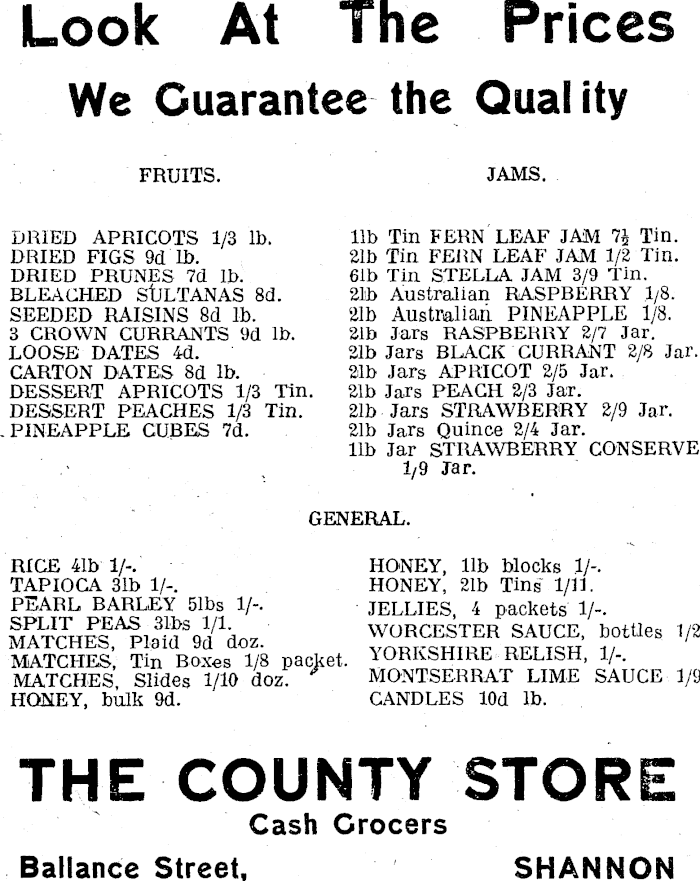 Look At The Prices
We Guarantee the Quality
FRUITS.
DRIED APRICOTS 1/3 lb.
DRIED FIGS 9d lb.
DRIED PRUNES 7d lb.
BLEACHED SULTANAS 8d.
SEEDED RAISINS 8d lb.
3 CROWN CURRANTS 9d lb.
LOOSE DATES 4d.
CARTON DATES 8d lb.
DESSERT APRICOTS 1/3 Tin.
DESSERT PEACHES 1/3 Tin.
PINEAPPLE CUBES 7d.
JAMS.
1lb Tin FERN LEAF JAM 7½ Tin.
2lb Tin FERN LEAF JAM 1/2 Tin.
6lb Tin STELLA JAM 3/9 Tin.
2lb Australian RASPBERRY 1/8.
2lb Australian PINEAPPLE 1/8.
2lb Jars RASPBERRY 2/7 Jar.
2lb Jars BLACK CURRANT 2/8 Jar.
2lb Jars APRICOT 2/5 Jar.
2lb Jars PEACH 2/3 Jar.
2lb Jars STRAWBERRY 2/9 Jar.
2lb Jars Quince 2/4 Jar.
1lb Jar STRAWBERRY CONSERVE
1/9 Jar.
GENERAL.
RICE 4lb 1/-.
TAPIOCA 3lb 1/-.
PEARL BARLEY 5lbs 1/-.
SPLIT PEAS 3lbs 1/1.
MATCHES, Plaid 9d doz.
MATCHES, Tin Boxes 1/8 packet.
MATCHES, Slides 1/10 doz.
HONEY, bulk 9d.
HONEY, 1lb blocks 1/-.
HONEY, 2lb Tins 1/11.
JELLIES, 4 packets 1/-.
WORCESTER SAUCE, bottles 1/2
YORKSHIRE RELISH, 1/-.
MONTSERRAT LIME SAUCE 1/9
CANDLES 10d lb.
THE COUNTY STORE
Cash Grocers
Ballance Street, SHANNON